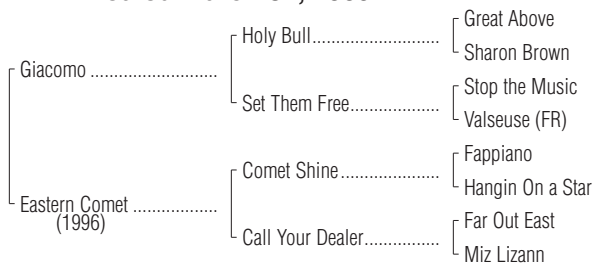 Great Above
Holy Bull
Sharon Brown
Giacomo
Stop the Music
Set Them Free
Valseuse (FR)
Fappiano
Comet Shine
Hangin On a Star
Eastern Comet
(1996)
Far Out East
Call Your Dealer
Miz Lizann